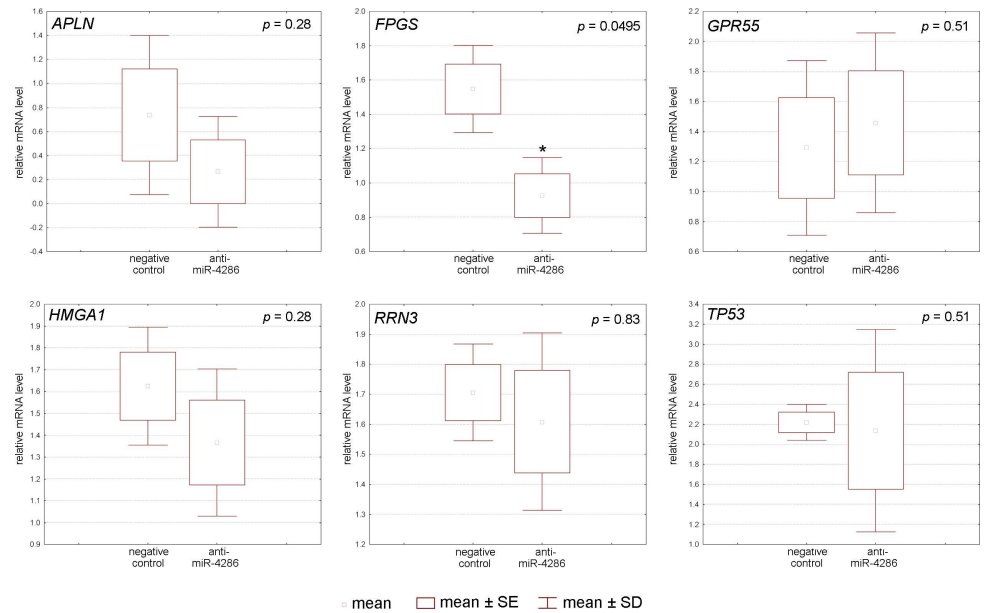 APLN
p = 0.28
relative mRNA level
1.6
1.4
1.2
1.0
0.8
0.6
0.4
0.2
0.0
-0.2
-0.4
negative control
anti-miR-4286
FPGS
p = 0.0495
relative mRNA level
2.0
1.8
1.6
1.4
1.2
1.0
0.8
0.6
*
negative control
anti-miR-4286
GPR55
p = 0.51
relative mRNA level
2.2
2.0
1.8
1.6
1.4
1.2
1.0
0.8
0.6
negative control
anti-miR-4286
HMGA1
p = 0.28
relative mRNA level
2.0
1.9
1.8
1.7
1.6
1.5
1.4
1.3
1.2
1.1
1.0
0.9
negative control
anti-miR-4286
RRN3
p = 0.83
relative mRNA level
2.0
1.9
1.8
1.7
1.6
1.5
1.4
1.3
1.2
negative control
anti-miR-4286
TP53
p = 0.51
relative mRNA level
3.4
3.2
3.0
2.8
2.6
2.4
2.2
2.0
1.8
1.6
1.4
1.2
1.0
negative control
anti-miR-4286
mean
mean ± SE
mean ± SD